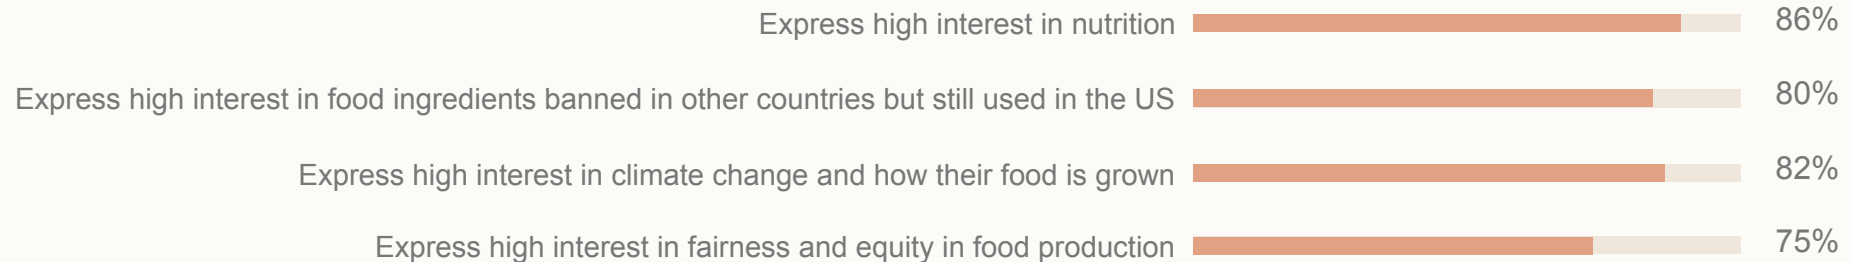 Express high interest in nutrition 86%
Express high interest in food ingredients banned in other countries but still used in the US 80%
Express high interest in climate change and how their food is grown 82%
Express high interest in fairness and equity in food production 75%